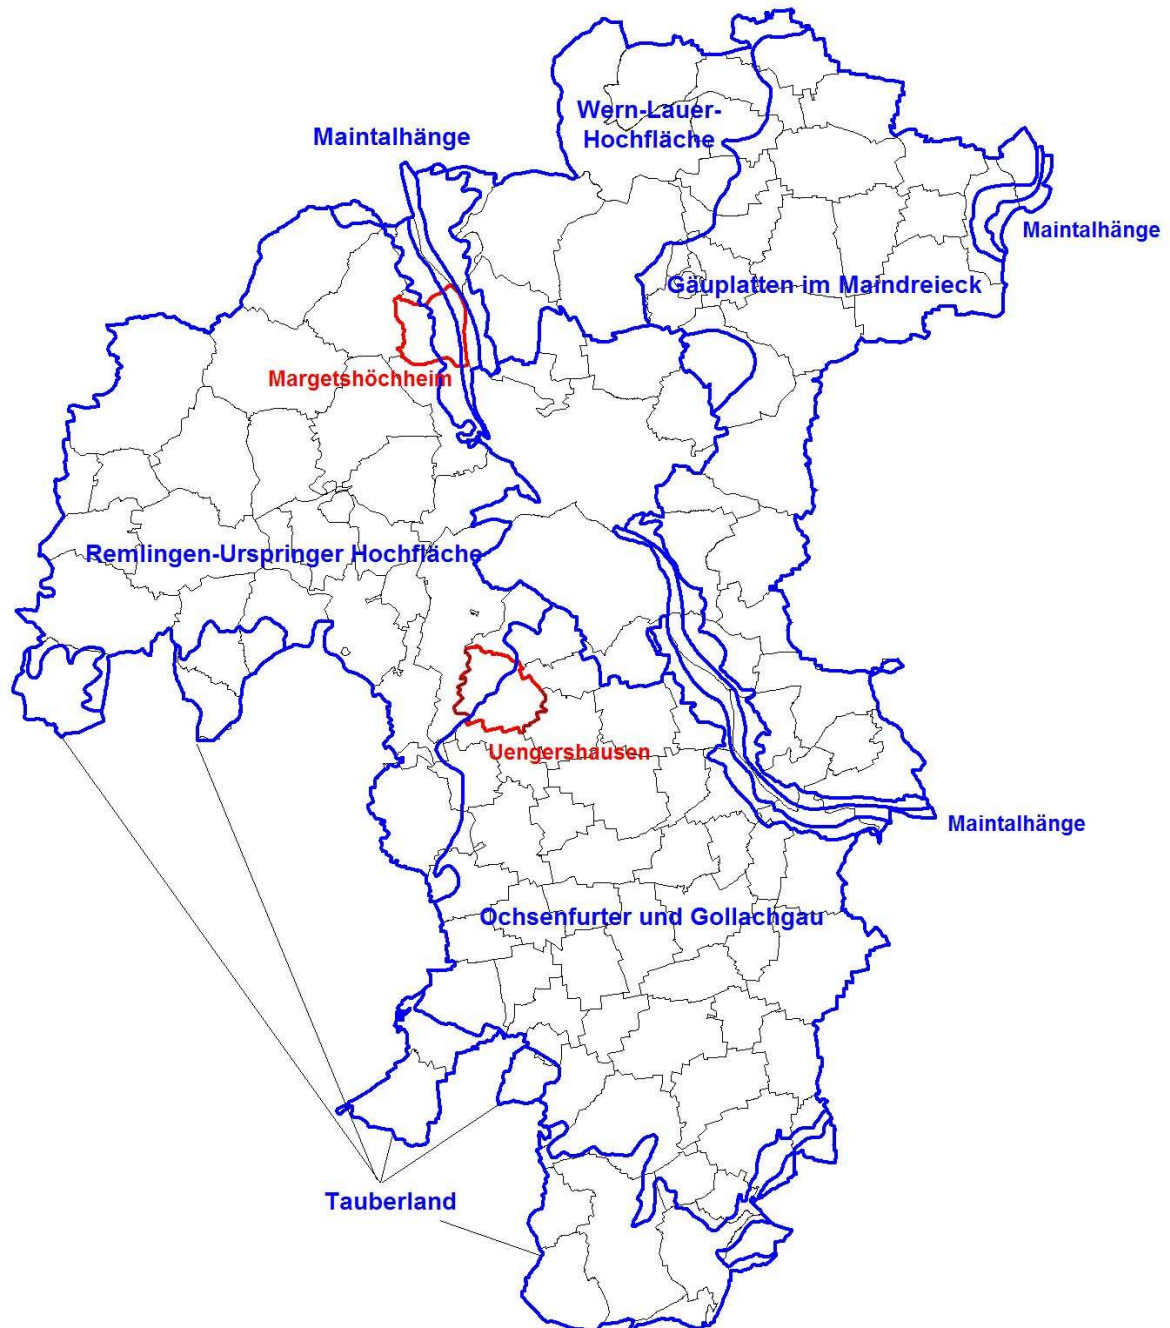 Wern-Lauer-
Hochfläche
Maintalhänge
Maintalhänge
Gäuplatten im Maindreieck
Margetshöchheim
Remlingen-Urspringer Hochfläche
Uengershausen
Maintalhänge
Ochsenfurter und Gollachgau
Tauberland